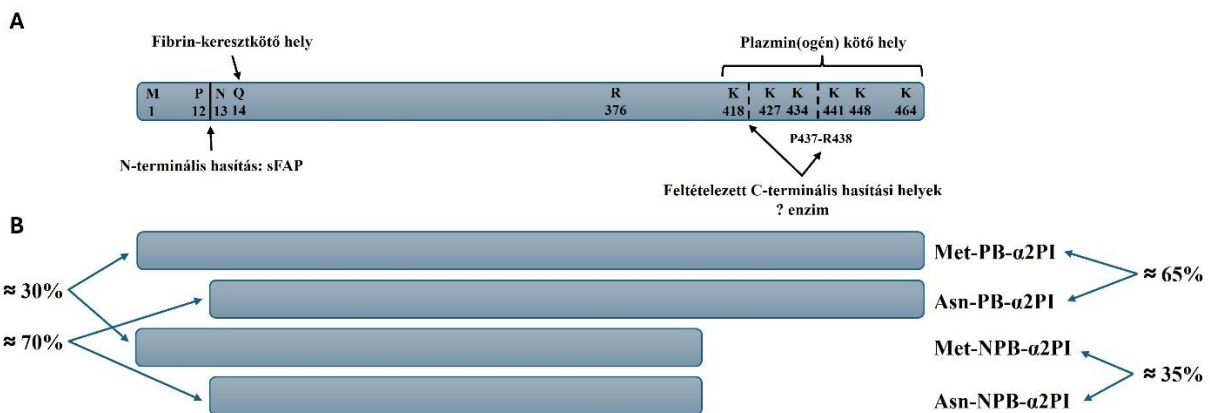 A
Fibrin-keresztkötő hely
Plazmin(ogén) kötő hely
M P N Q R K K K K K K
1 12 13 14 376 418 427 434 441 448 464
P437-R438
N-terminális hasítás: sFAP
Feltételezett C-terminális hasítási helyek
? enzim
B
Met-PB-α2PI
≈ 30%
≈ 65%
Asn-PB-α2PI
≈ 70%
Met-NPB-α2PI
≈ 35%
Asn-NPB-α2PI